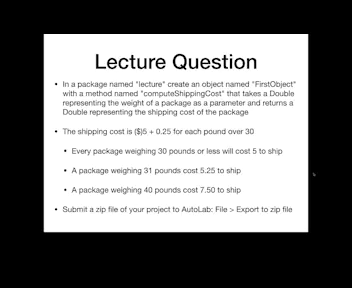 Lecture Question
• In a package named "lecture" create an object named "FirstObject"
with a method named "computeShippingCost" that takes a Double
representing the weight of a package as a parameter and returns a
Double representing the shipping cost of the package
• The shipping cost is ($)5 + 0.25 for each pound over 30
• Every package weighing 30 pounds or less will cost 5 to ship
• A package weighing 31 pounds cost 5.25 to ship
• A package weighing 40 pounds cost 7.50 to ship
• Submit a zip file of your project to AutoLab: File > Export to zip file